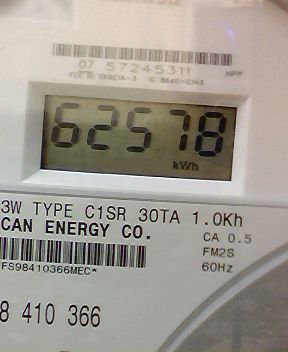 07 57245311 HPP
62578
kWh
3W TYPE C1SR 30TA 1.0Kh
CAN ENERGY CO.
CA 0.5
FM2S
FS98410366MEC*
60Hz
8 410 366